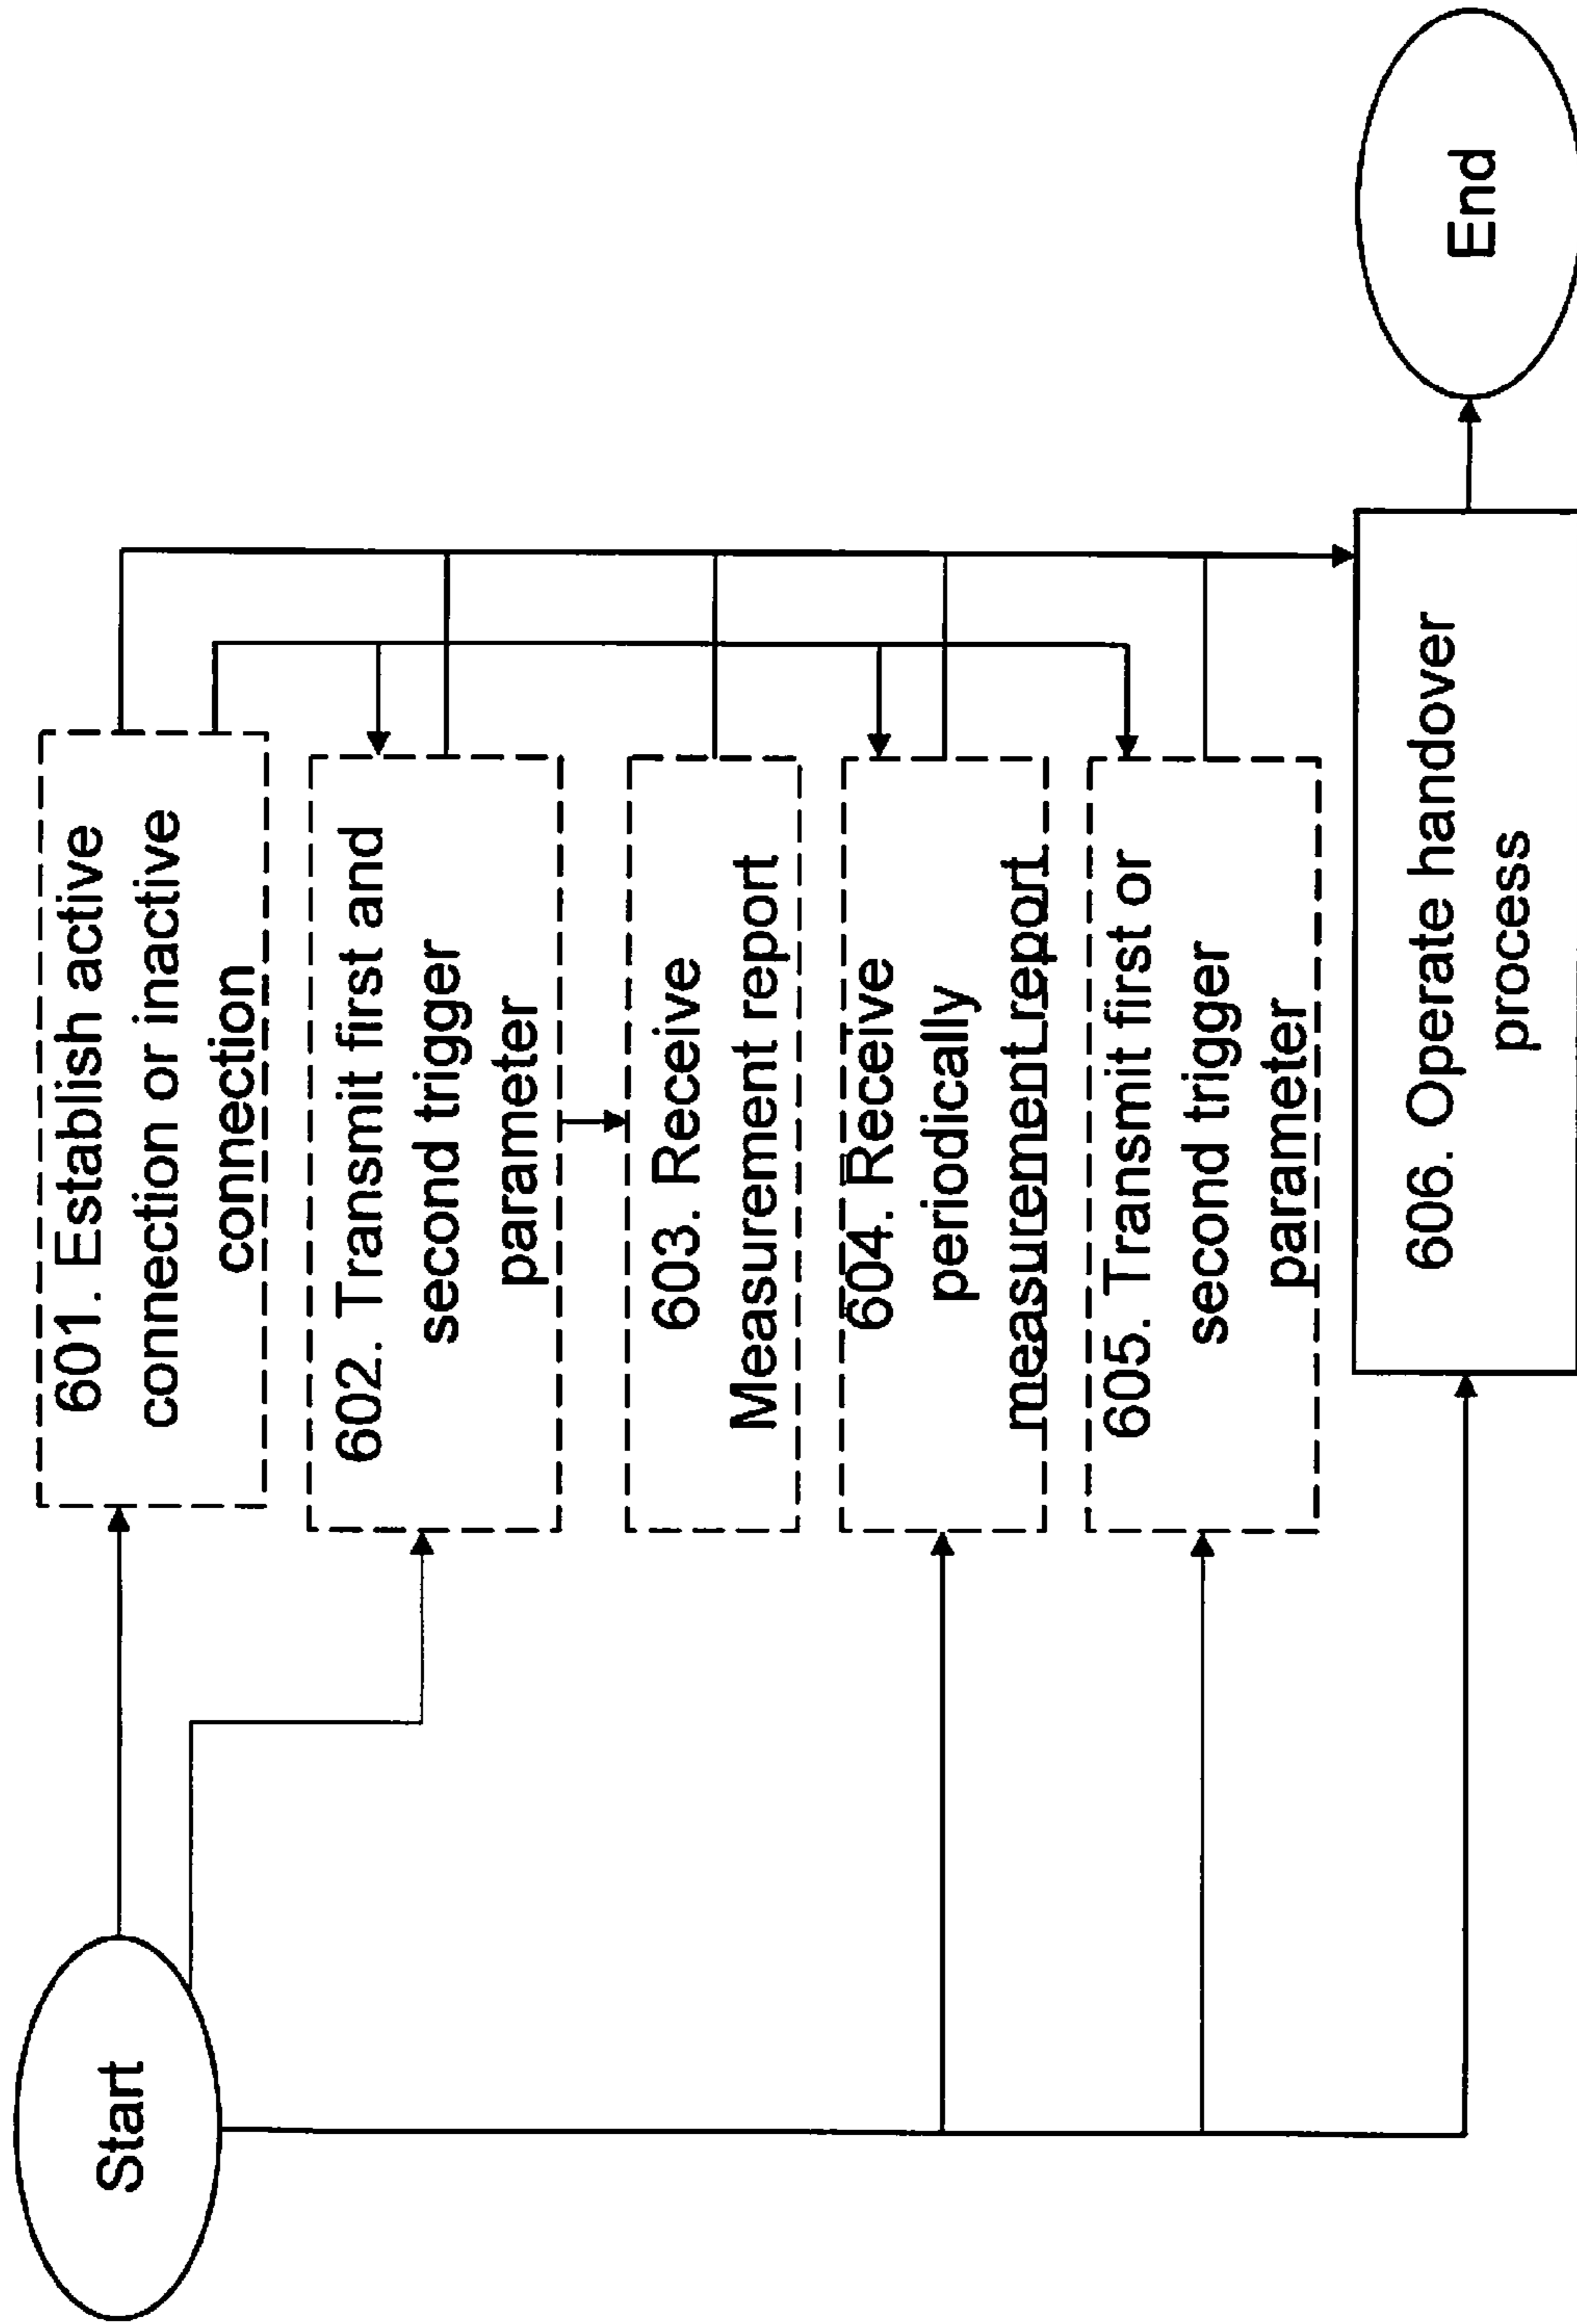 Start
601. Establish active
connection or inactive
connection
602. Transmit first and
second trigger
parameter
603. Receive
Measurement report
604. Receive
periodically
measurement report
605. Transmit first or
second trigger
parameter
606. Operate handover
process
End